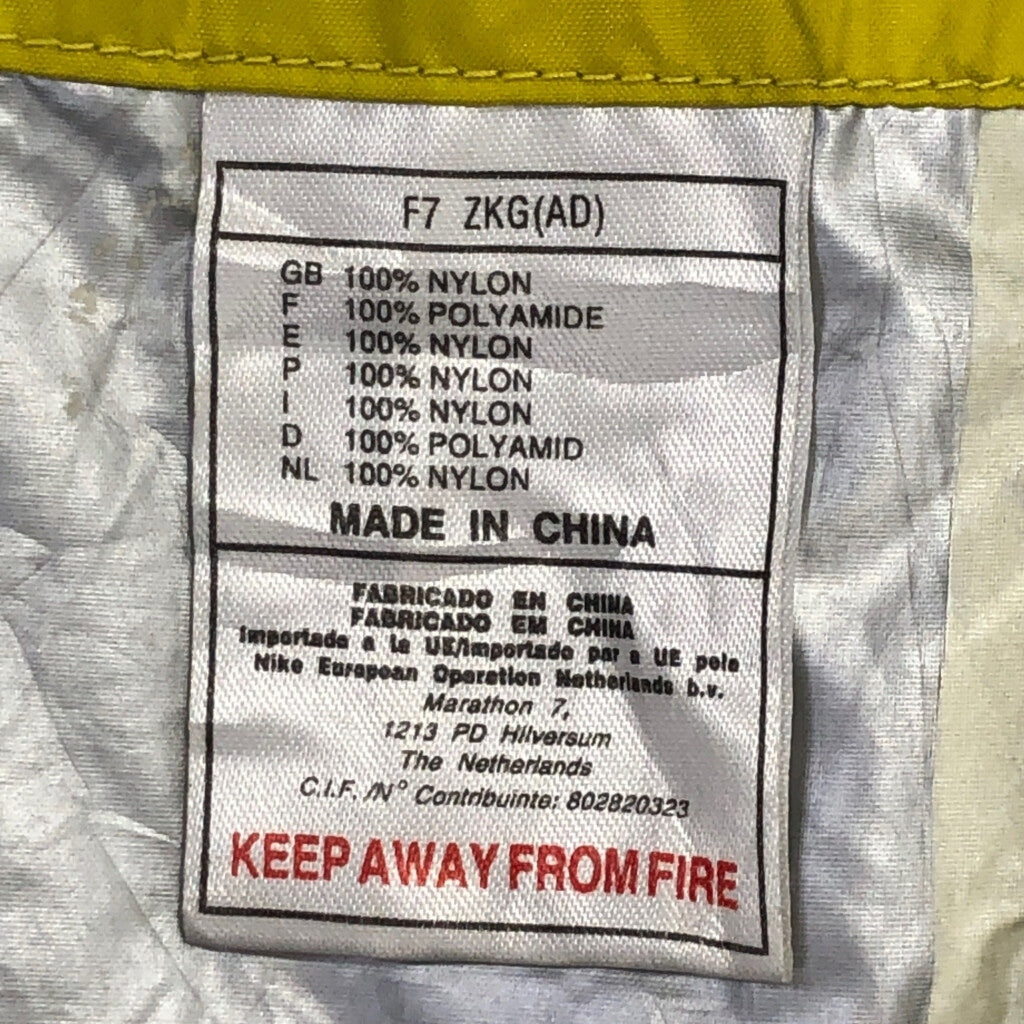 F7 ZKG(AD)
GB 100% NYLON
F 100% POLYAMIDE
E 100% NYLON
P 100% NYLON
I 100% NYLON
D 100% POLYAMID
NL 100% NYLON
MADE IN CHINA
FABRICADO EN CHINA
FABRICADO EM CHINA
Importado a la UE/Importado por a UE pela
Nike European Operation Netherlands b.v.
Marathon 7,
1213 PD Hilversum
The Netherlands
C.I.F. /N° Contribuinte: 802820323
KEEP AWAY FROM FIRE